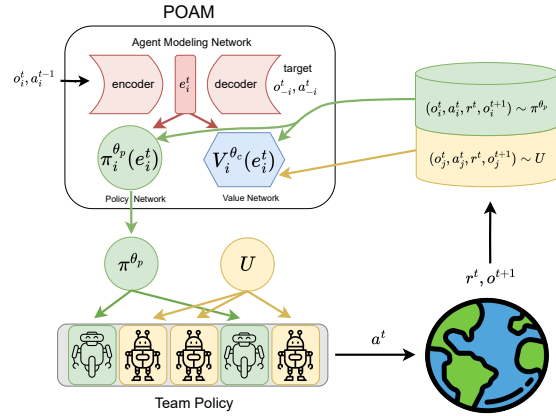 POAM
Agent Modeling Network
o_i^t, a_i^{t-1}
encoder
e_i^t
decoder
target
o_{-i}^t, a_{-i}^t
(o_i^t, a_i^t, r^t, o_i^{t+1}) ∼ π^{θ_p}
(o_j^t, a_j^t, r^t, o_j^{t+1}) ∼ U
π_i^{θ_p}(e_i^t)
V_i^{θ_c}(e_i^t)
Policy Network
Value Network
π^{θ_p}
U
r^t, o^{t+1}
a^t
Team Policy